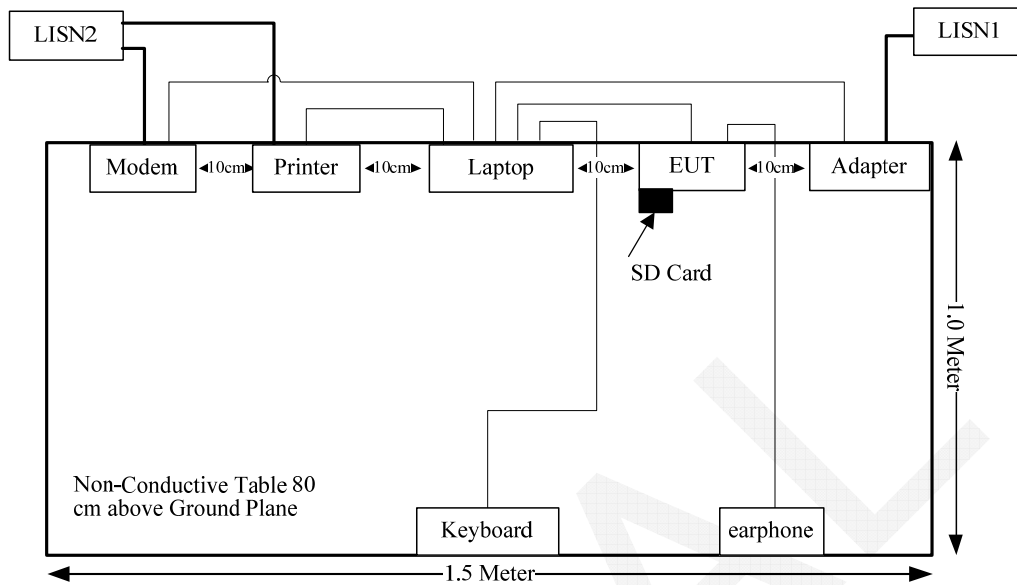 LISN2
LISN1
Modem
10cm
Printer
10cm
Laptop
10cm
EUT
10cm
Adapter
SD Card
1.0 Meter
Non-Conductive Table 80
cm above Ground Plane
Keyboard
earphone
1.5 Meter